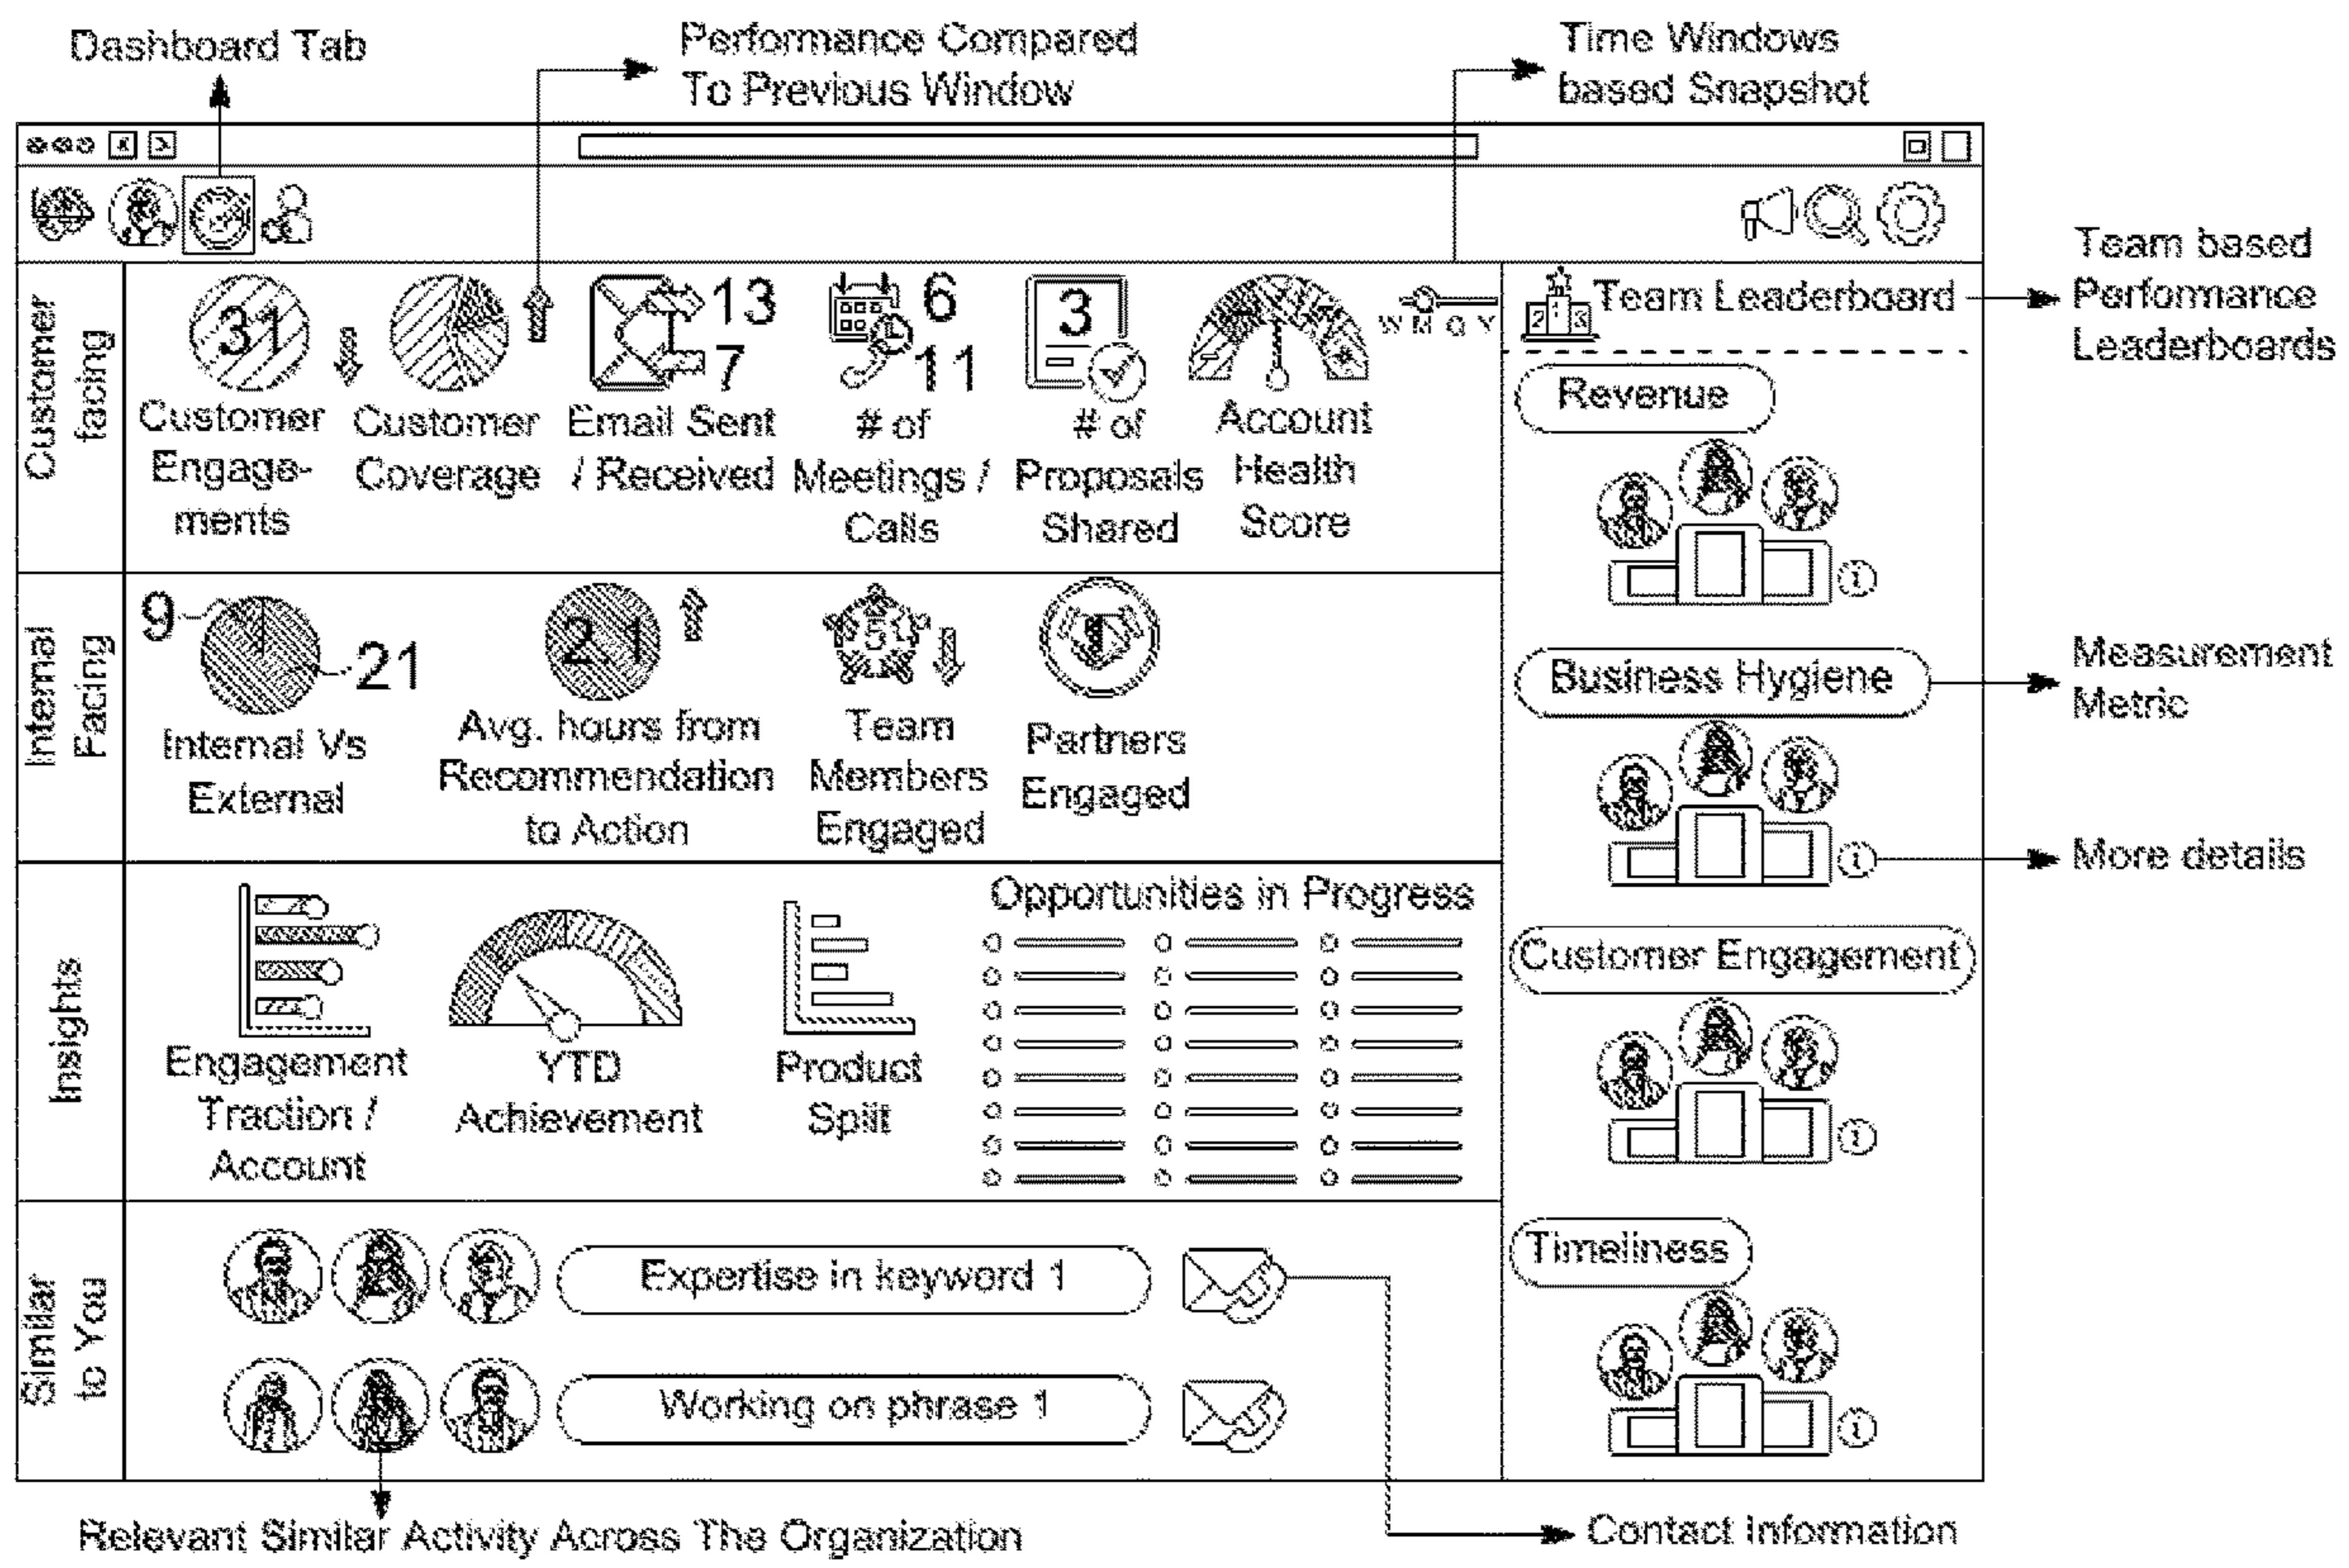 Dashboard Tab
Performance Compared
To Previous Window
Time Windows
based Snapshot
Customer
facing
31
Customer
Engage-
ments
Customer
Coverage
13
7
Email Sent
/ Received
6
11
# of
Meetings /
Calls
3
# of
Proposals
Shared
Account
Health
Score
W M Q Y
2 1 3
Team Leaderboard
Team based
Performance
Leaderboards
Revenue
i
Internal
Facing
9
21
Internal Vs
External
2.1
Avg. hours from
Recommendation
to Action
5
Team
Members
Engaged
1
Partners
Engaged
Business Hygiene
Measurement
Metric
i
More details
Insights
Engagement
Traction /
Account
YTD
Achievement
Product
Split
Opportunities in Progress
Customer Engagement
i
Similar
to You
Expertise in keyword 1
Working on phrase 1
Timeliness
i
Relevant Similar Activity Across The Organization
Contact Information